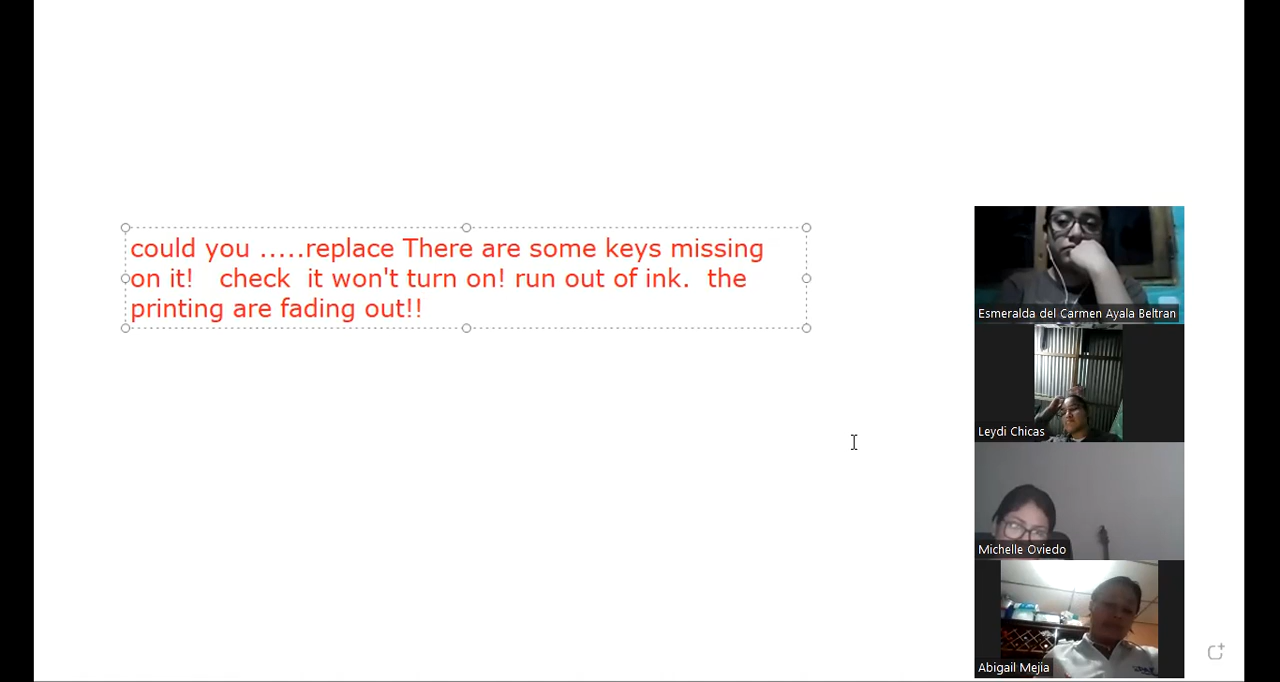 could you .....replace There are some keys missing
on it!   check  it won't turn on! run out of ink.  the
printing are fading out!!
Esmeralda del Carmen Ayala Beltran
Leydi Chicas
Michelle Oviedo
Abigail Mejia